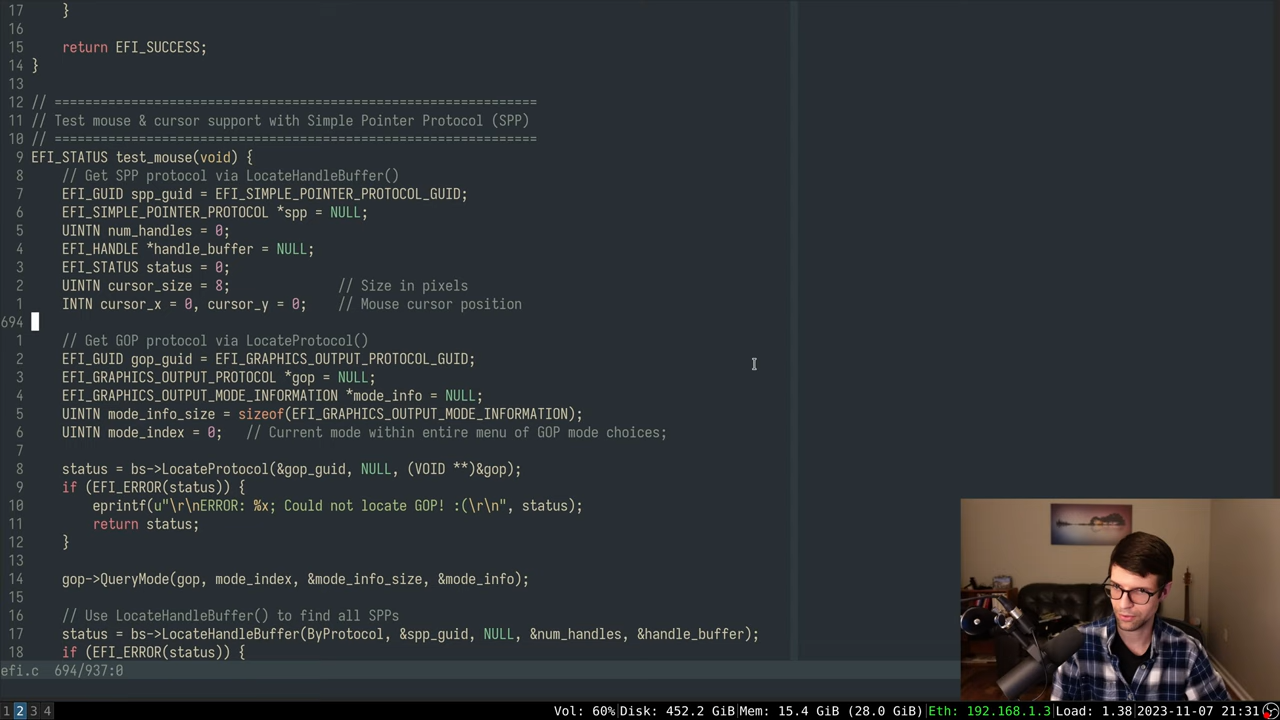 17     }
16
15     return EFI_SUCCESS;
14 }
13
12 // ===============================================================
11 // Test mouse & cursor support with Simple Pointer Protocol (SPP)
10 // ===============================================================
9 EFI_STATUS test_mouse(void) {
8     // Get SPP protocol via LocateHandleBuffer()
7     EFI_GUID spp_guid = EFI_SIMPLE_POINTER_PROTOCOL_GUID;
6     EFI_SIMPLE_POINTER_PROTOCOL *spp = NULL;
5     UINTN num_handles = 0;
4     EFI_HANDLE *handle_buffer = NULL;
3     EFI_STATUS status = 0;
2     UINTN cursor_size = 8;              // Size in pixels
1     INTN cursor_x = 0, cursor_y = 0;    // Mouse cursor position
694
1     // Get GOP protocol via LocateProtocol()
2     EFI_GUID gop_guid = EFI_GRAPHICS_OUTPUT_PROTOCOL_GUID;
3     EFI_GRAPHICS_OUTPUT_PROTOCOL *gop = NULL;
4     EFI_GRAPHICS_OUTPUT_MODE_INFORMATION *mode_info = NULL;
5     UINTN mode_info_size = sizeof(EFI_GRAPHICS_OUTPUT_MODE_INFORMATION);
6     UINTN mode_index = 0;   // Current mode within entire menu of GOP mode choices;
7
8     status = bs->LocateProtocol(&gop_guid, NULL, (VOID **)&gop);
9     if (EFI_ERROR(status)) {
10         eprintf(u"\r\nERROR: %x; Could not locate GOP! :(\r\n", status);
11         return status;
12     }
13
14     gop->QueryMode(gop, mode_index, &mode_info_size, &mode_info);
15
16     // Use LocateHandleBuffer() to find all SPPs
17     status = bs->LocateHandleBuffer(ByProtocol, &spp_guid, NULL, &num_handles, &handle_buffer);
18     if (EFI_ERROR(status)) {
efi.c  694/937:0
1 2 3 4 Vol: 60%|Disk: 452.2 GiB|Mem: 15.4 GiB (28.0 GiB)|Eth: 192.168.1.3|Load: 1.38|2023-11-07 21:31